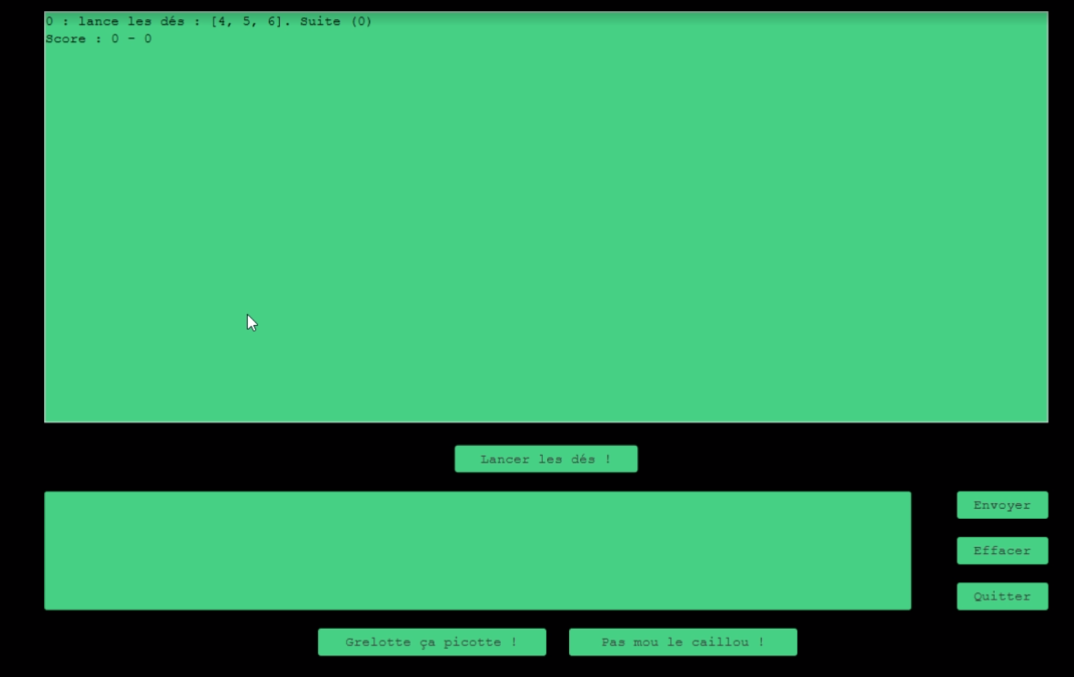 0 : lance les dés : [4, 5, 6]. Suite (0)
Score : 0 - 0
Lancer les dés !
Envoyer
Effacer
Quitter
Grelotte ça picotte !
Pas mou le caillou !